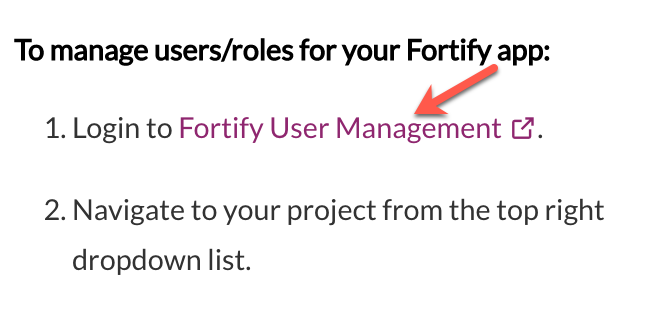 To manage users/roles for your Fortify app:
1. Login to Fortify User Management.
2. Navigate to your project from the top right
dropdown list.